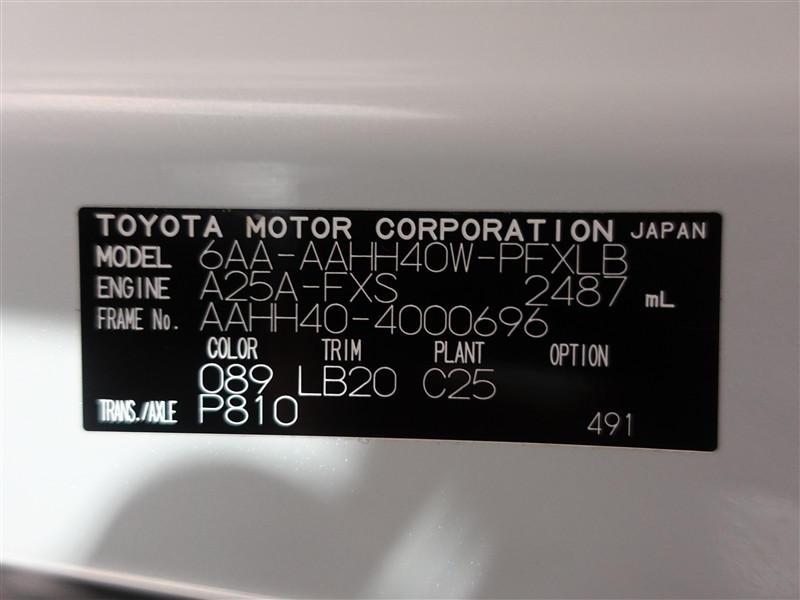 TOYOTA MOTOR CORPORATION JAPAN
MODEL 6AA-AAHH40W-PFXLB
ENGINE A25A-FXS 2487 mL
FRAME No. AAHH40-4000696
COLOR TRIM PLANT OPTION
089 LB20 C25
TRANS./AXLE P810 491